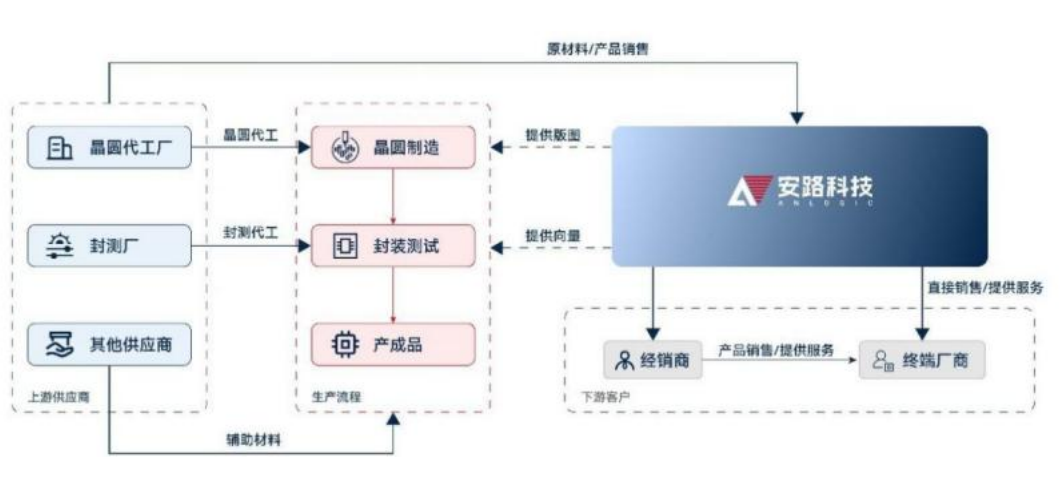 原材料/产品销售
晶圆代工厂
晶圆代工
晶圆制造
提供版图
安路科技
ANLOGIC
封测厂
封测代工
封装测试
提供向量
直接销售/提供服务
其他供应商
产成品
经销商
产品销售/提供服务
终端厂商
上游供应商
生产流程
下游客户
辅助材料